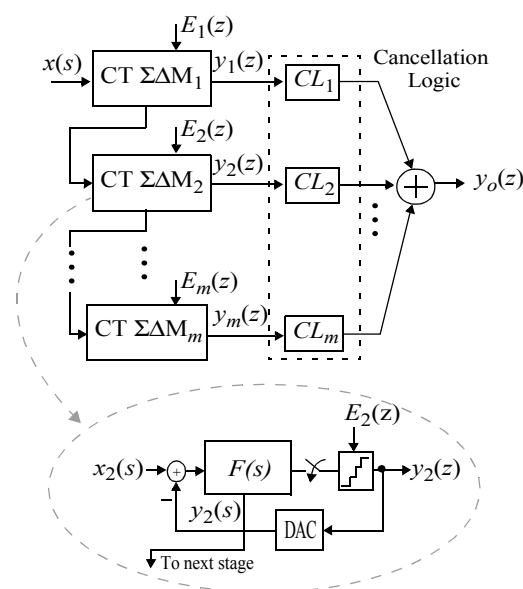 E1(z)
x(s)
CT ΣΔM1
y1(z)
CL1
Cancellation
Logic
E2(z)
CT ΣΔM2
y2(z)
CL2
+
yo(z)
Em(z)
CT ΣΔMm
ym(z)
CLm
E2(z)
x2(s)
+
−
F(s)
y2(z)
y2(s)
DAC
To next stage